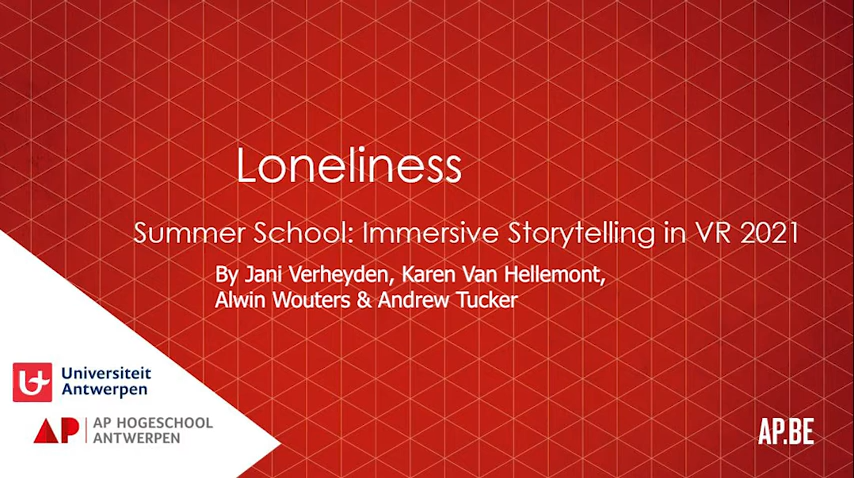 Loneliness
Summer School: Immersive Storytelling in VR 2021
By Jani Verheyden, Karen Van Hellemont,
Alwin Wouters & Andrew Tucker
Universiteit
Antwerpen
AP
AP HOGESCHOOL
ANTWERPEN
AP.BE